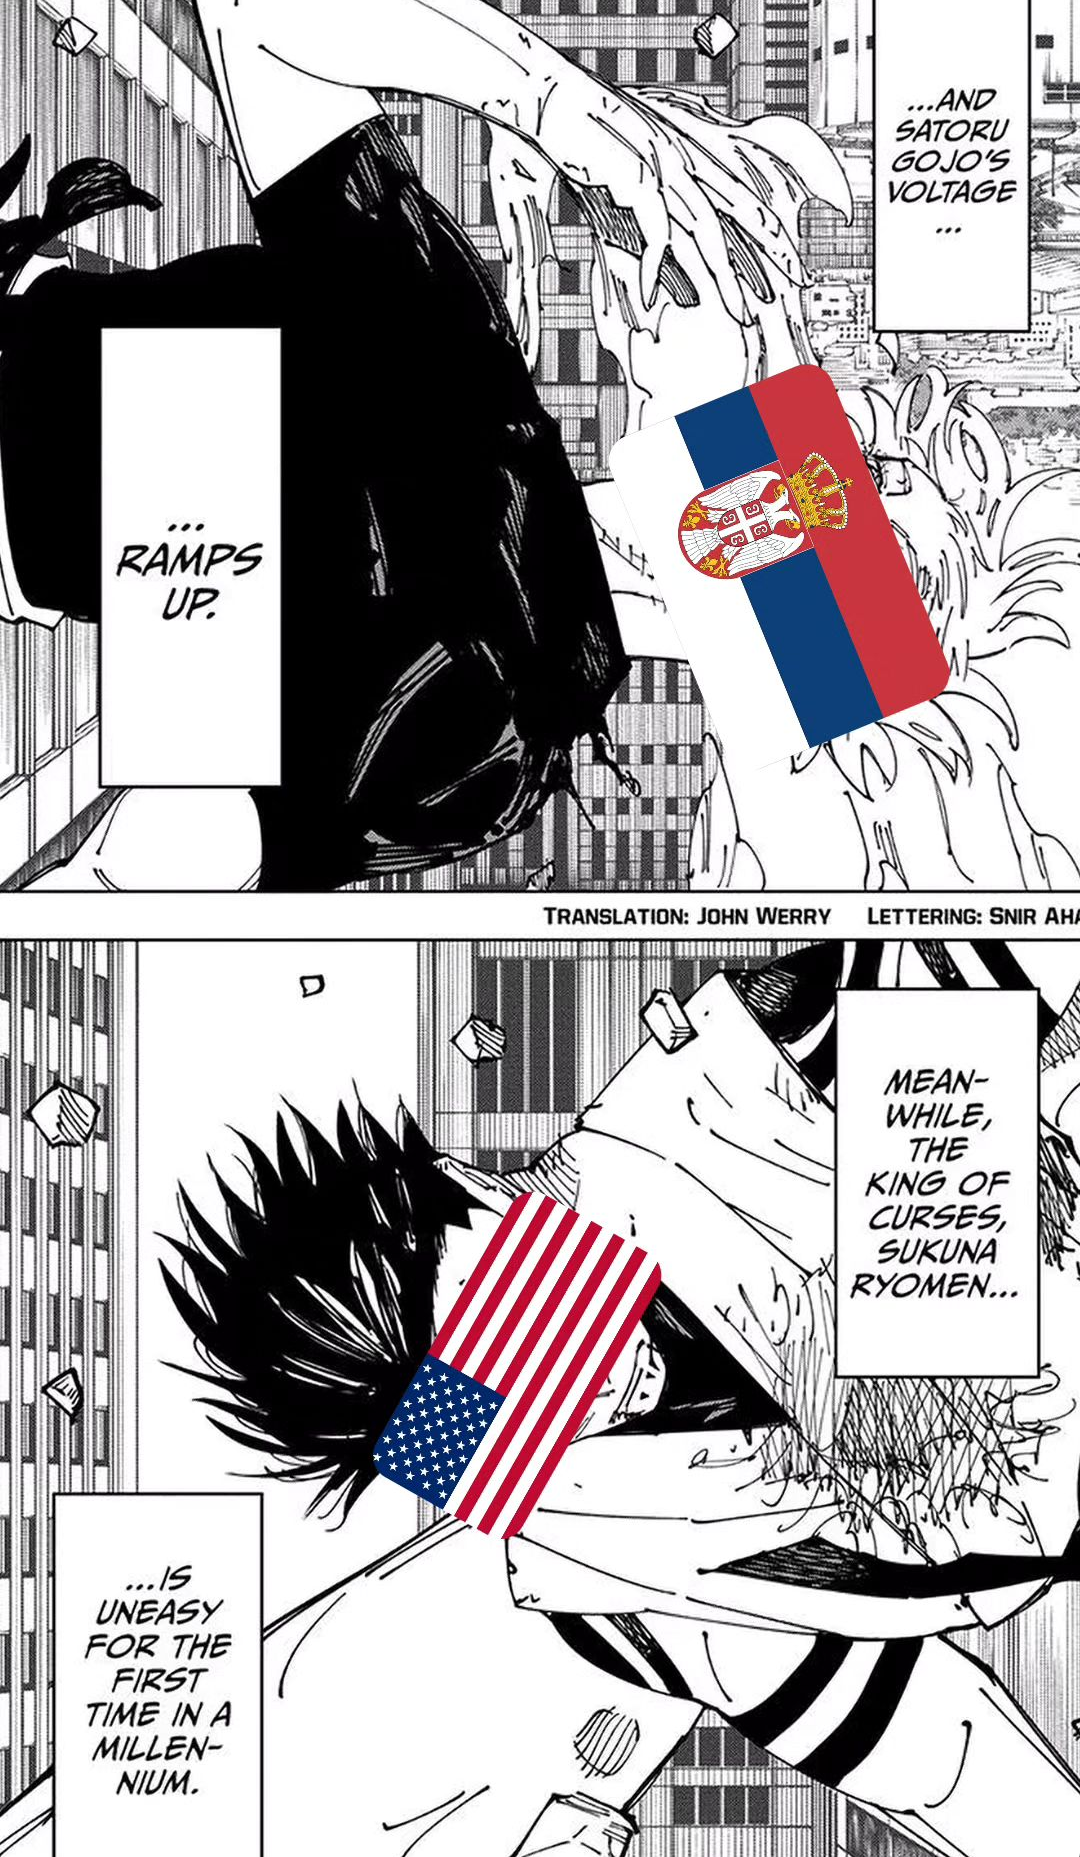 ...AND
SATORU
GOJO'S
VOLTAGE
...
...
RAMPS
UP.
TRANSLATION: JOHN WERRY LETTERING: SNIR AHA
MEAN-
WHILE,
THE
KING OF
CURSES,
SUKUNA
RYOMEN...
...IS
UNEASY
FOR THE
FIRST
TIME IN A
MILLEN-
NIUM.